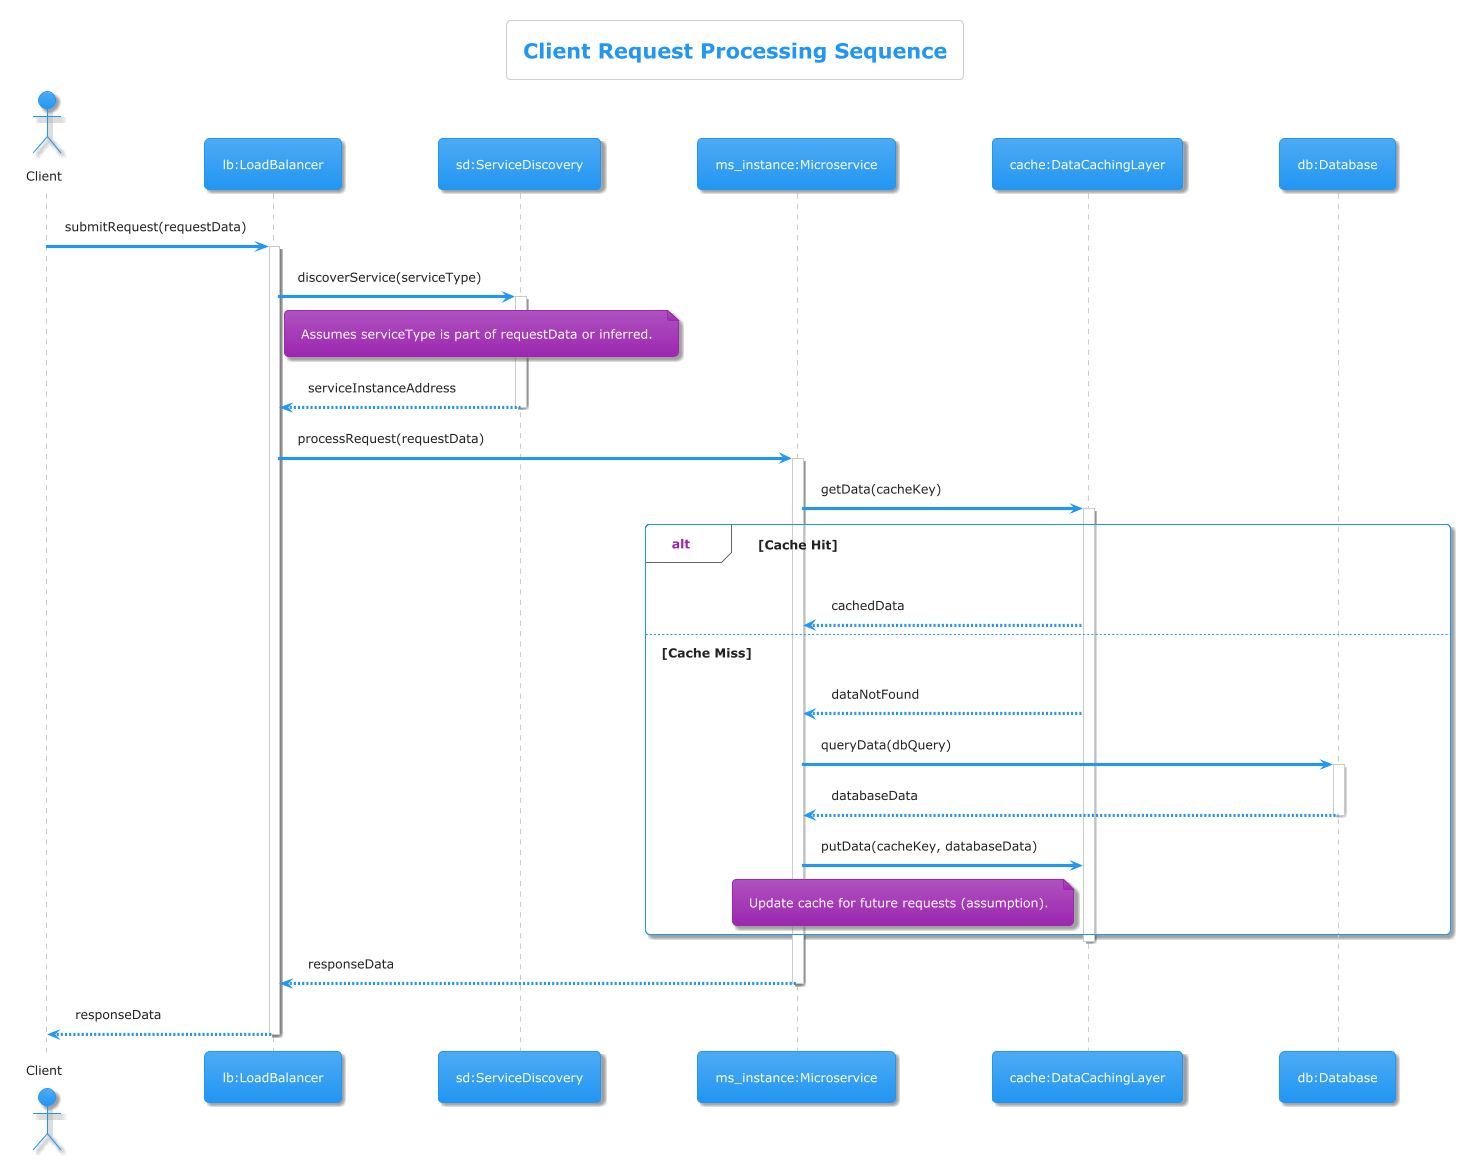 Client Request Processing Sequence
Client
lb:LoadBalancer
sd:ServiceDiscovery
ms_instance:Microservice
cache:DataCachingLayer
db:Database
submitRequest(requestData)
discoverService(serviceType)
Assumes serviceType is part of requestData or inferred.
serviceInstanceAddress
processRequest(requestData)
getData(cacheKey)
alt
[Cache Hit]
cachedData
[Cache Miss]
dataNotFound
queryData(dbQuery)
databaseData
putData(cacheKey, databaseData)
Update cache for future requests (assumption).
responseData
responseData
Client
lb:LoadBalancer
sd:ServiceDiscovery
ms_instance:Microservice
cache:DataCachingLayer
db:Database